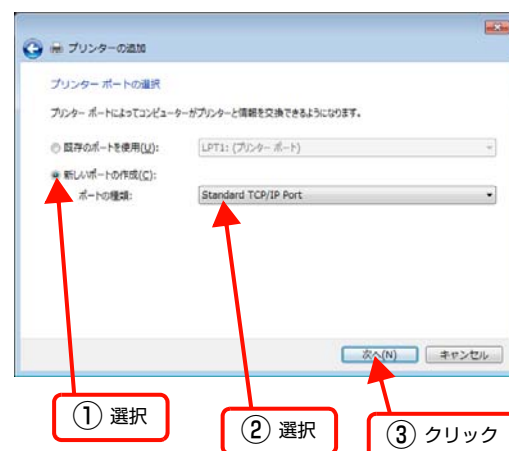 プリンターの追加
プリンター ポートの選択
プリンター ポートによってコンピューターがプリンターと情報を交換できるようになります。
既存のポートを使用(U): LPT1: (プリンター ポート)
新しいポートの作成(C):
ポートの種類: Standard TCP/IP Port
次へ(N) キャンセル
① 選択
② 選択
③ クリック